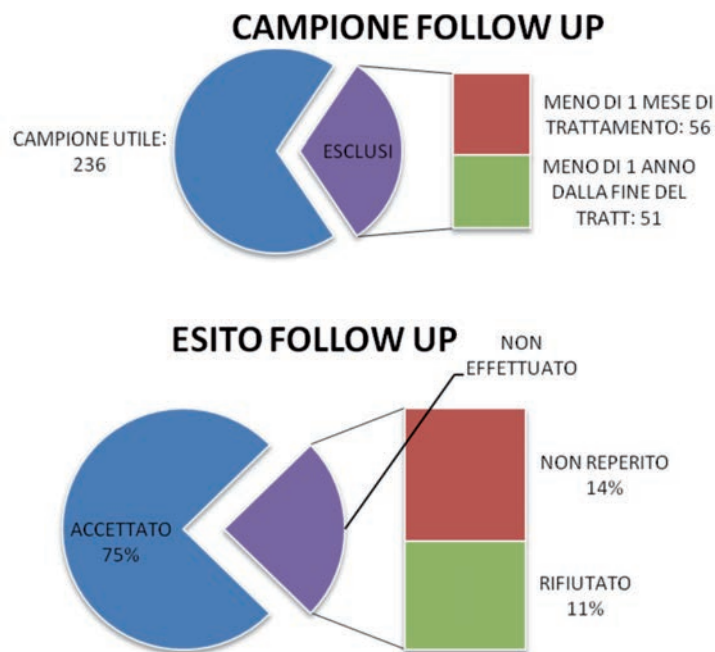 CAMPIONE FOLLOW UP
CAMPIONE UTILE:
236
ESCLUSI
MENO DI 1 MESE DI
TRATTAMENTO: 56
MENO DI 1 ANNO
DALLA FINE DEL
TRATT: 51
ESITO FOLLOW UP
NON
EFFETTUATO
ACCETTATO
75%
NON REPERITO
14%
RIFIUTATO
11%